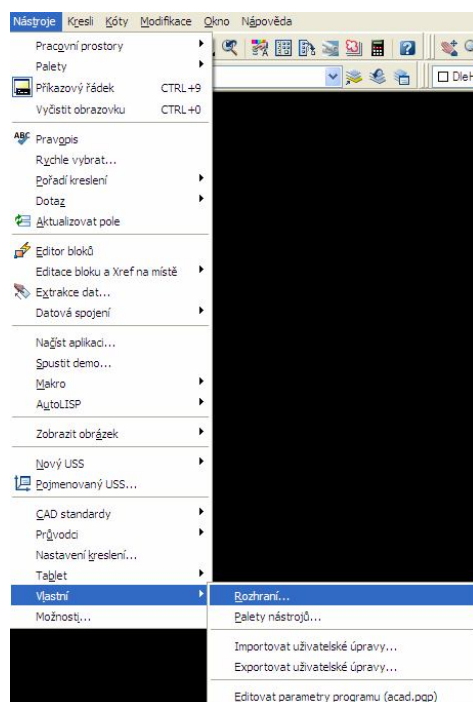 Nástroje Kresli Kóty Modifikace Okno Nápověda
Pracovní prostory
Palety
Příkazový řádek CTRL+9
Vyčistit obrazovku CTRL+0
ABC Pravopis
Rychle vybrat...
Pořadí kreslení
Dotaz
Aktualizovat pole
Editor bloků
Editace bloku a Xref na místě
Extrakce dat...
Datová spojení
Načíst aplikaci...
Spustit demo...
Makro
AutoLISP
Zobrazit obrázek
Nový USS
Pojmenovaný USS...
CAD standardy
Průvodci
Nastavení kreslení...
Tablet
Vlastní
Možnosti...
DleH
Rozhraní...
Palety nástrojů...
Importovat uživatelské úpravy...
Exportovat uživatelské úpravy...
Editovat parametry programu (acad.pgp)